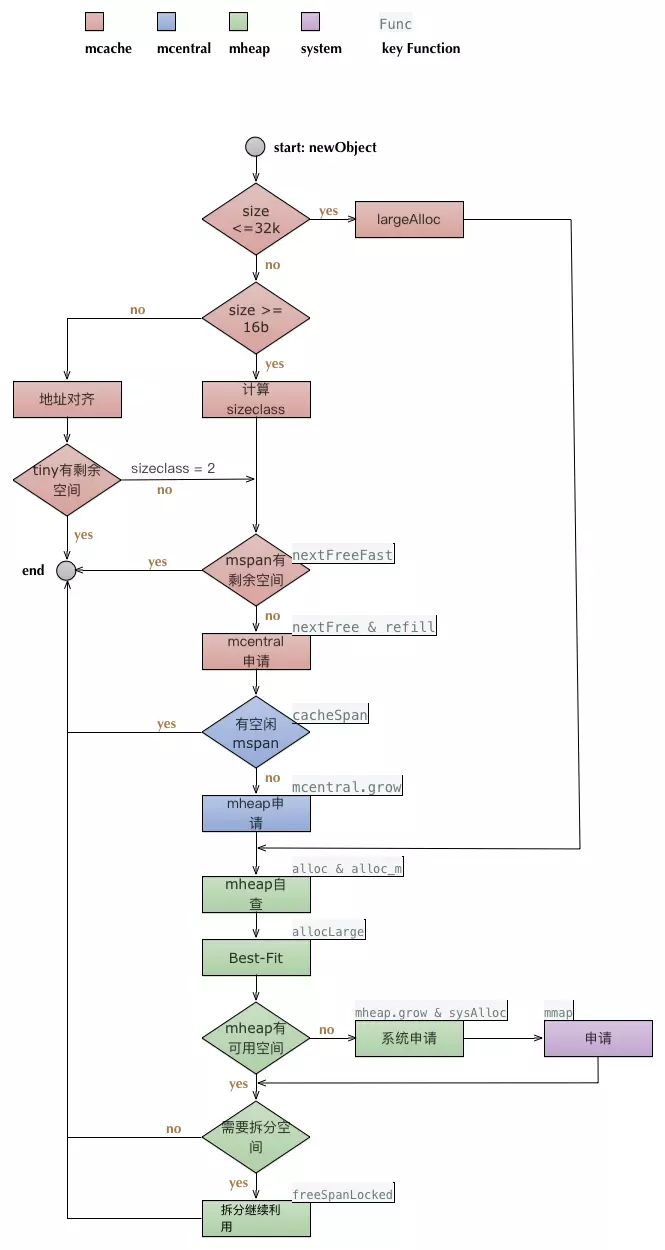 Func
mcache
mcentral
mheap
system
key Function
start: newObject
size
<=32k
yes
largeAlloc
no
no
size >=
16b
yes
地址对齐
计算
sizeclass
tiny有剩余
空间
sizeclass = 2
no
yes
end
yes
mspan有
剩余空间
nextFreeFast
no
nextFree & refill
mcentral
申请
cacheSpan
yes
有空闲
mspan
no
mcentral.grow
mheap申
请
alloc & alloc_m
mheap自
查
allocLarge
Best-Fit
mheap.grow & sysAlloc
mmap
mheap有
可用空间
no
系统申请
申请
yes
no
需要拆分空
间
yes
freeSpanLocked
拆分继续利
用